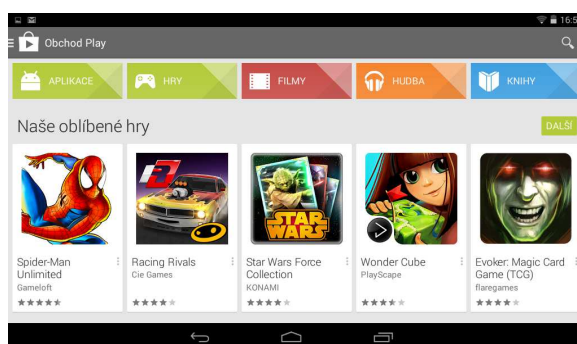 16:5
Obchod Play
APLIKACE
HRY
FILMY
HUDBA
KNIHY
Naše oblíbené hry
DALŠÍ
STAR
WARS
Spider-Man
Unlimited
Gameloft
Racing Rivals
Cie Games
Star Wars Force
Collection
KONAMI
Wonder Cube
PlayScape
Evoker: Magic Card
Game (TCG)
flaregames